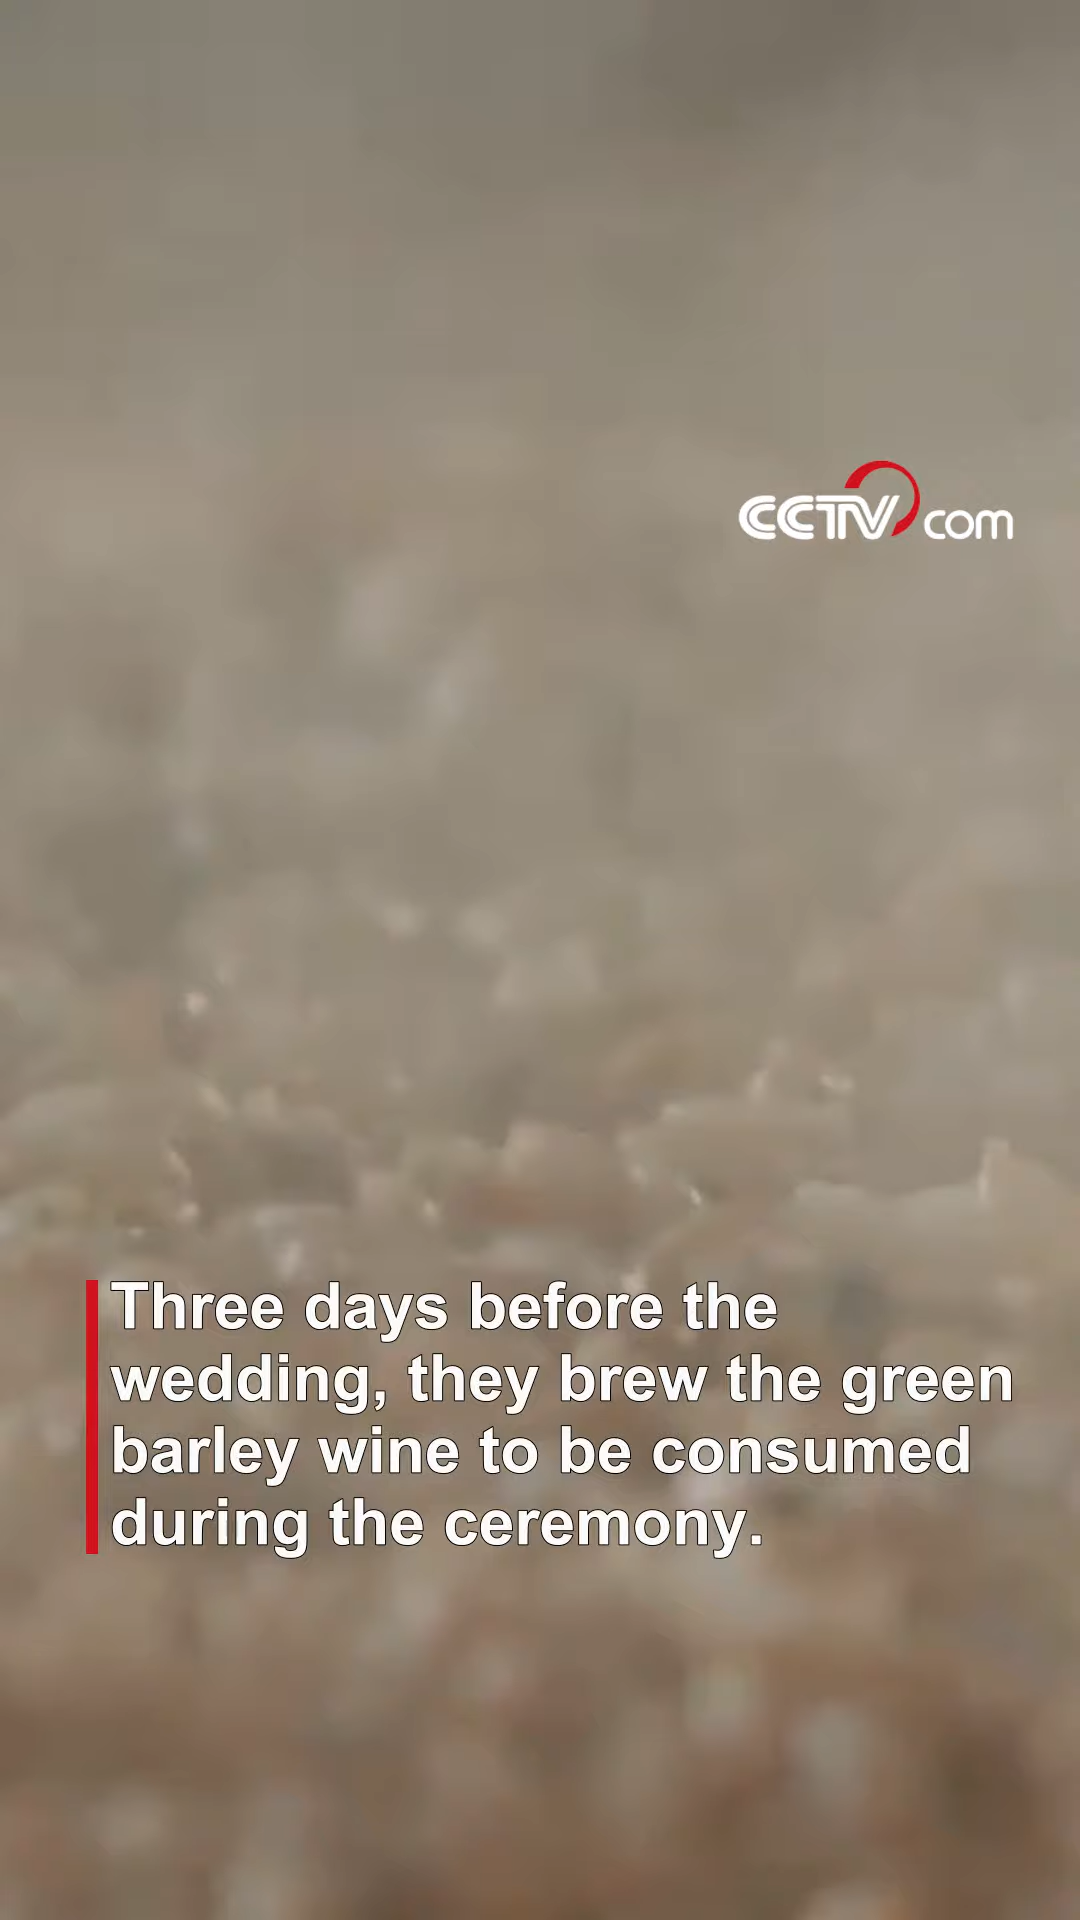 CCTV com
Three days before the
wedding, they brew the green
barley wine to be consumed
during the ceremony.